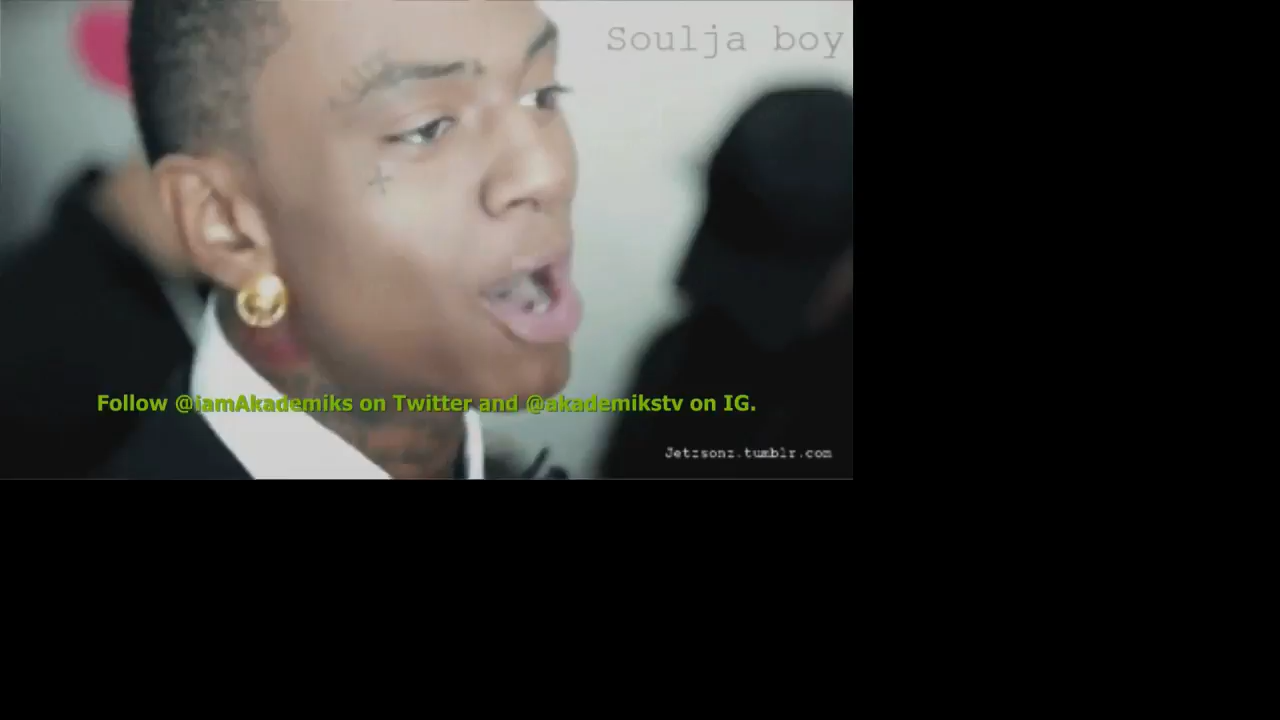 Soulja boy
Follow @iamAkademiks on Twitter and @akademikstv on IG.
Jetzsonz.tumblr.com